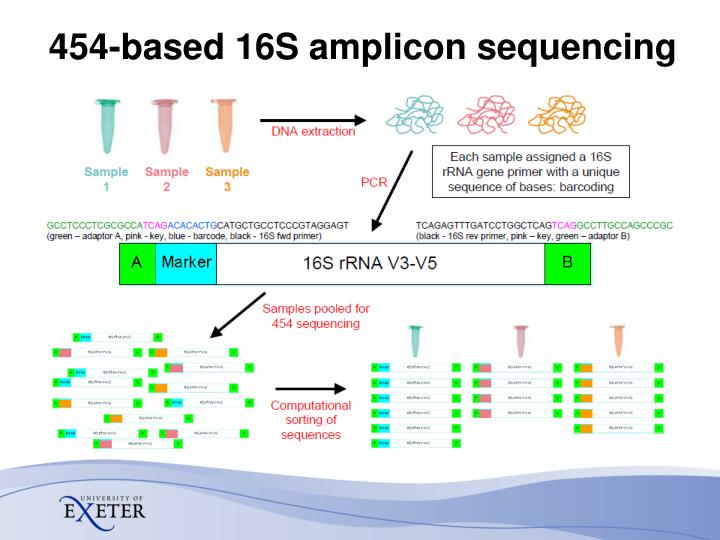 454-based 16S amplicon sequencing
DNA extraction
Sample
1
Sample
2
Sample
3
Each sample assigned a 16S
rRNA gene primer with a unique
sequence of bases: barcoding
PCR
GCCTCCCTCGCGCCATCAGACACACTGCATGCTGCCTCCCGTAGGAGT
(green – adaptor A, pink - key, blue - barcode, black - 16S fwd primer)
TCAGAGTTTGATCCTGGCTCAGTCAGGCCTTGCCAGCCCGC
(black - 16S rev primer, pink – key, green – adaptor B)
A
Marker
16S rRNA V3-V5
B
Samples pooled for
454 sequencing
Computational
sorting of
sequences
UNIVERSITY OF
EXETER